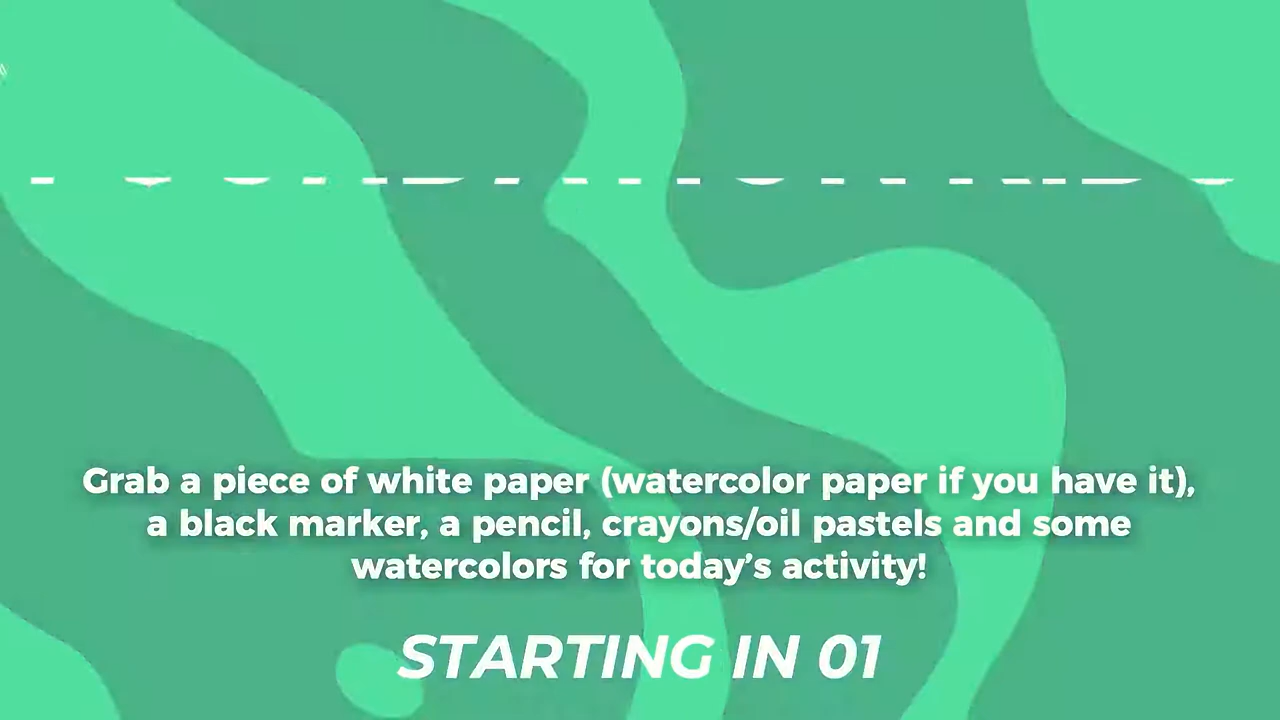 Grab a piece of white paper (watercolor paper if you have it),
a black marker, a pencil, crayons/oil pastels and some
watercolors for today’s activity!
STARTING IN 01